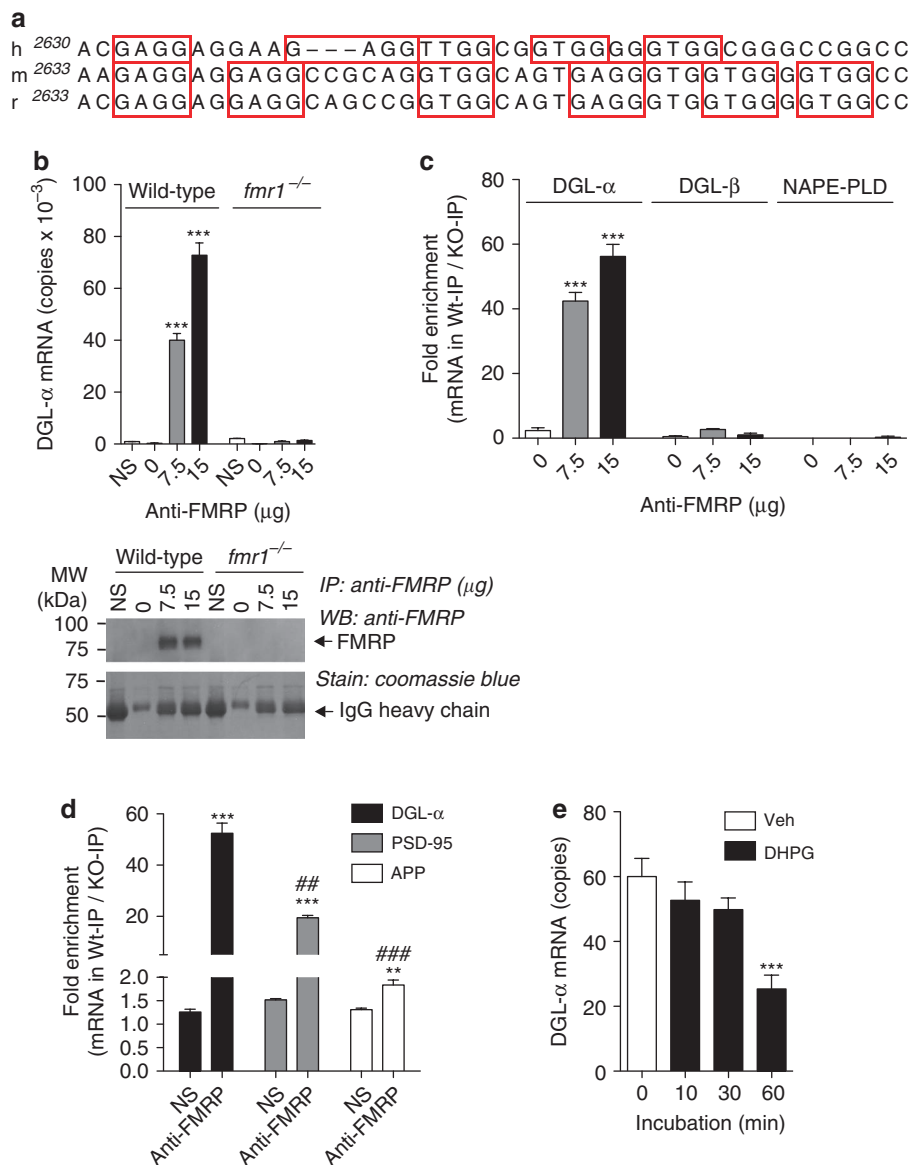 a
h 2630 A C G A G G A G G A A G – – – A G G T T G G C G G T G G G G G T G G C G G G C C G G C C
m 2633 A A G A G G A G G A G G C C G C A G G T G G C A G T G A G G G T G G T G G G G T G G C C
r 2633 A C G A G G A G G A G G C A G C C G G T G G C A G T G A G G G T G G T G G G G T G G C C
b
DGL-α mRNA (copies x 10–3)
100
80
60
40
20
0
Wild-type fmr1–/–
*** ***
NS 0 7.5 15 NS 0 7.5 15
Anti-FMRP (μg)
MW (kDa)
Wild-type fmr1–/–
NS 0 7.5 15 NS 0 7.5 15
IP: anti-FMRP (μg)
WB: anti-FMRP
100
75
FMRP
75
50
Stain: coomassie blue
IgG heavy chain
c
Fold enrichment
(mRNA in Wt-IP / KO-IP)
80
60
40
20
0
DGL-α DGL-β NAPE-PLD
*** ***
0 7.5 15 0 7.5 15 0 7.5 15
Anti-FMRP (μg)
d
Fold enrichment
(mRNA in Wt-IP / KO-IP)
60
40
20
2.0
1.5
1.0
0.5
0.0
DGL-α
PSD-95
APP
***
##
***
###
**
NS Anti-FMRP NS Anti-FMRP NS Anti-FMRP
e
DGL-α mRNA (copies)
80
60
40
20
0
Veh
DHPG
***
0 10 30 60
Incubation (min)